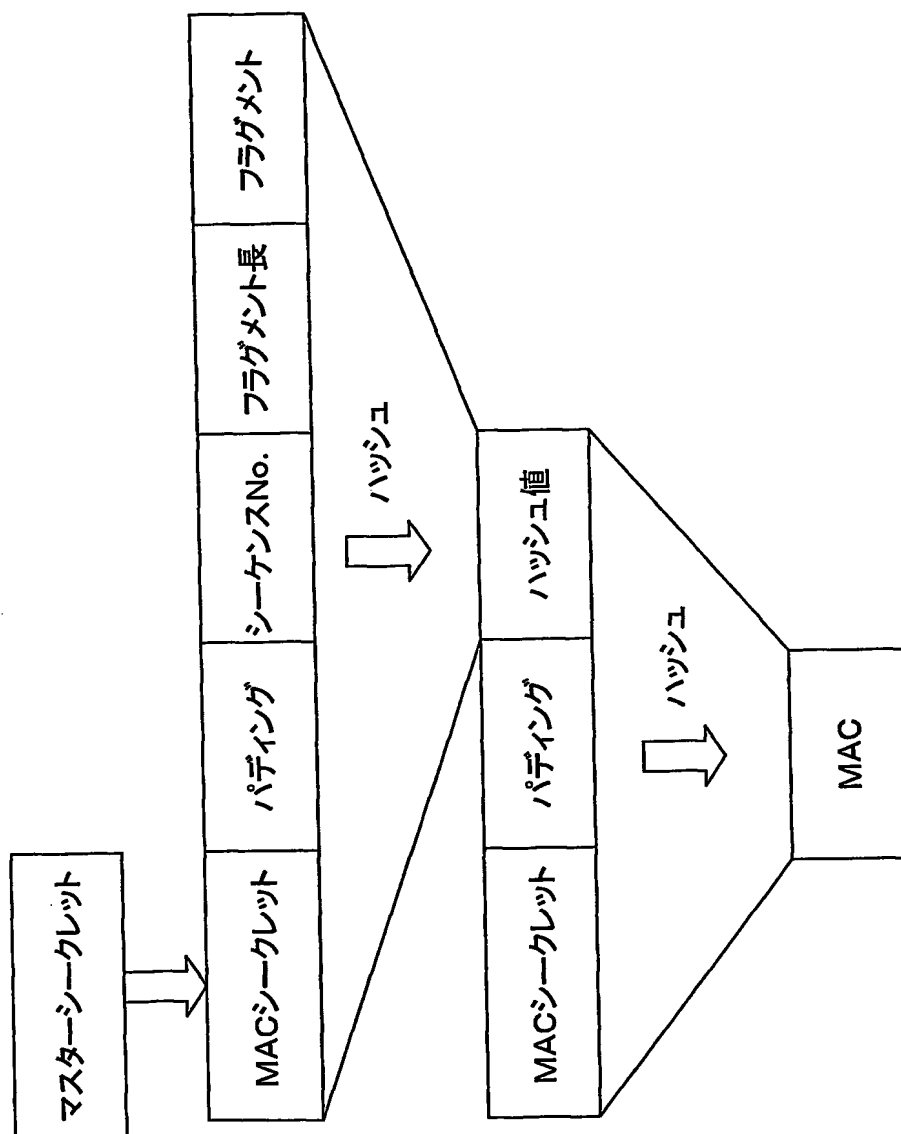 マスターシークレット
MACシークレット
パディング
シーケンスNo.
フラグメント長
フラグメント
ハッシュ
MACシークレット
パディング
ハッシュ値
ハッシュ
MAC